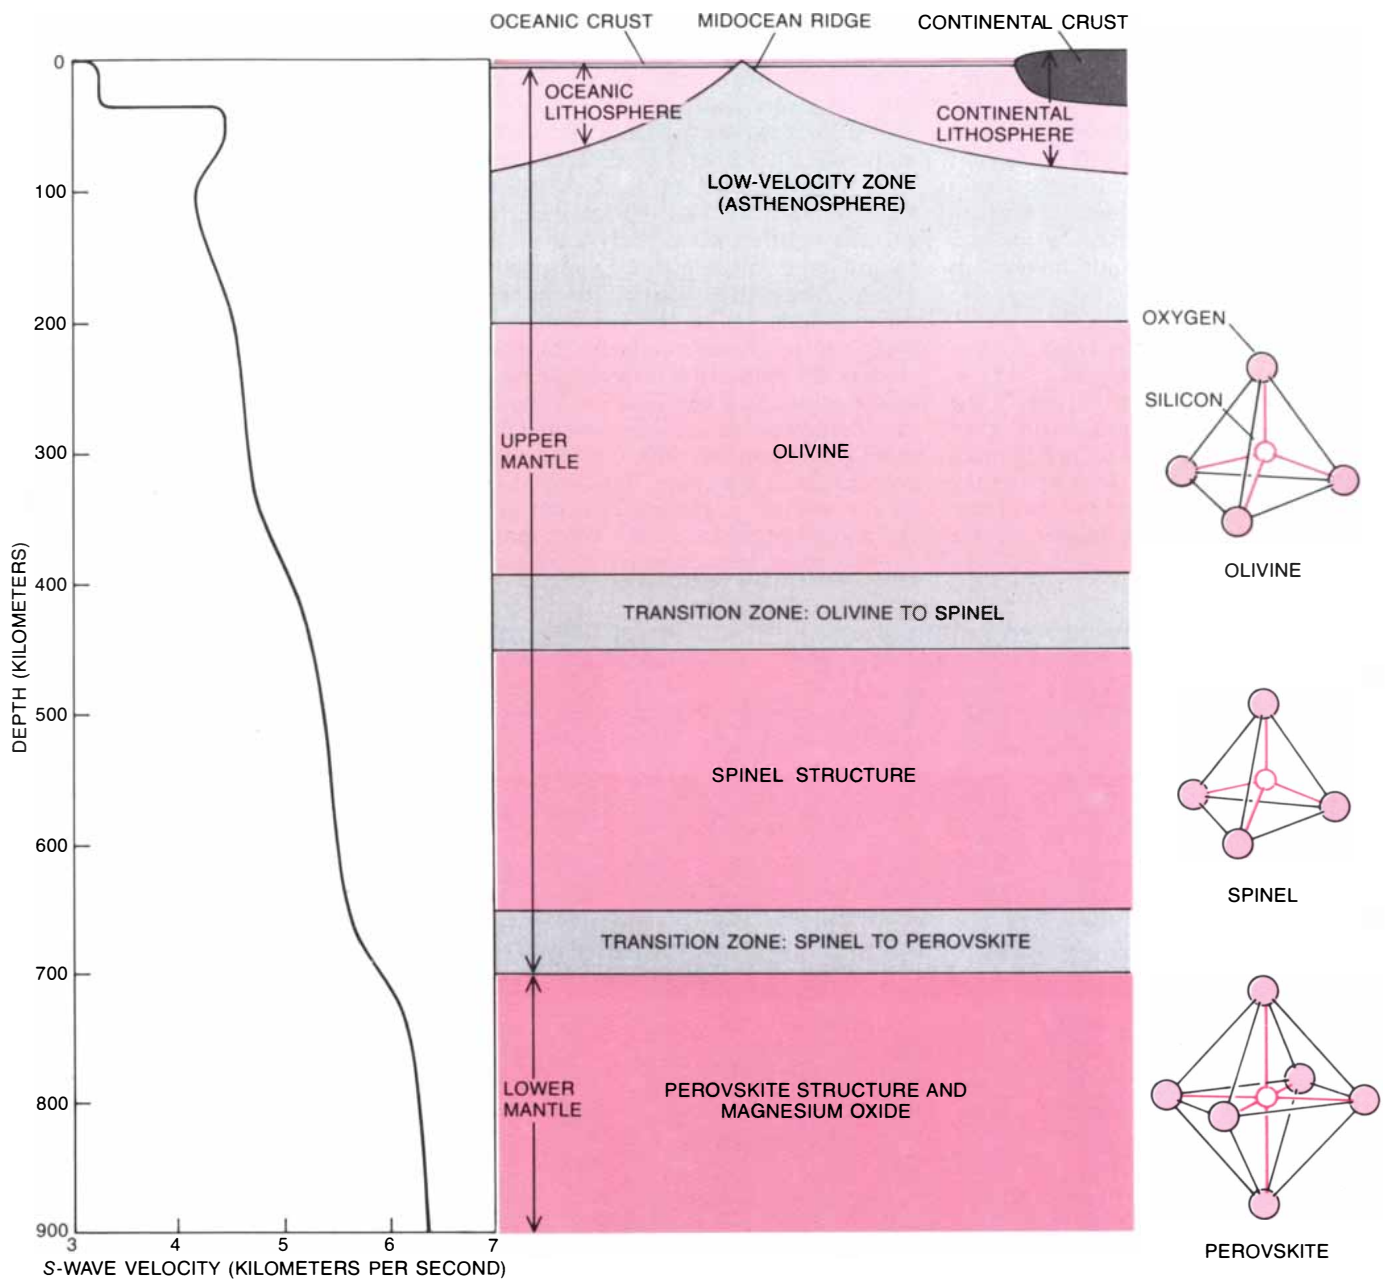 OCEANIC CRUST
MIDOCEAN RIDGE
CONTINENTAL CRUST
0
100
200
300
400
500
600
700
800
900
DEPTH (KILOMETERS)
3
4
5
6
7
S-WAVE VELOCITY (KILOMETERS PER SECOND)
OCEANIC
LITHOSPHERE
CONTINENTAL
LITHOSPHERE
LOW-VELOCITY ZONE
(ASTHENOSPHERE)
UPPER
MANTLE
OLIVINE
TRANSITION ZONE: OLIVINE TO SPINEL
SPINEL STRUCTURE
TRANSITION ZONE: SPINEL TO PEROVSKITE
LOWER
MANTLE
PEROVSKITE STRUCTURE AND
MAGNESIUM OXIDE
OXYGEN
SILICON
OLIVINE
SPINEL
PEROVSKITE